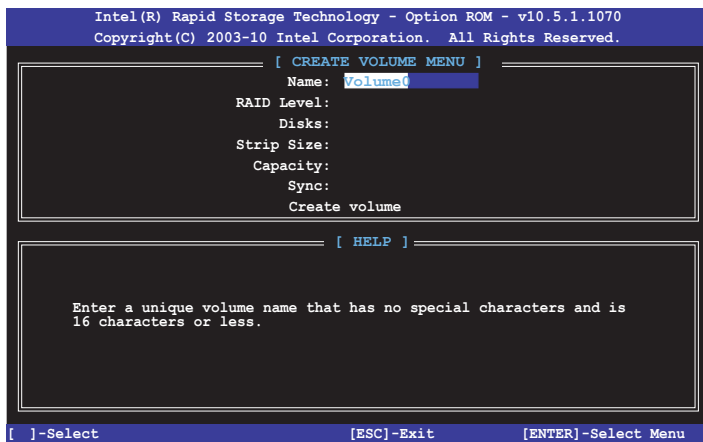 Intel(R) Rapid Storage Technology - Option ROM - v10.5.1.1070
Copyright(C) 2003-10 Intel Corporation.  All Rights Reserved.
[ CREATE VOLUME MENU ]
Name: Volume0
RAID Level:
Disks:
Strip Size:
Capacity:
Sync:
Create volume
[ HELP ]
Enter a unique volume name that has no special characters and is
16 characters or less.
[  ]-Select [ESC]-Exit [ENTER]-Select Menu